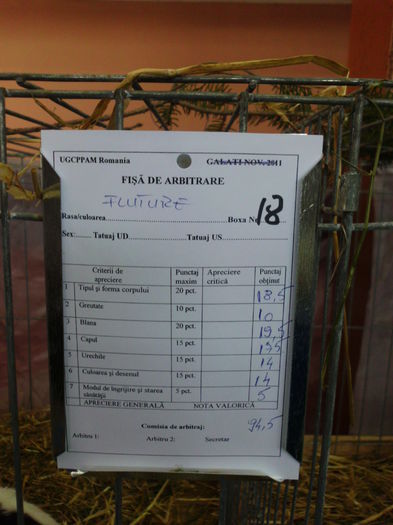 UGCPPAM Romania GALATI NOV. 2011
FIȘĂ DE ARBITRARE
FLUTURE
Rasa/culoarea Boxa Nr. 18
Sex: Tatuaj UD Tatuaj US
Criterii de apreciere Punctaj maxim Apreciere critică Punctaj obținut
1 Tipul și forma corpului 20 pct. 18,5
2 Greutate 10 pct. 10
3 Blana 20 pct. 19,5
4 Capul 15 pct. 13,5
5 Urechile 15 pct. 14
6 Culoarea și desenul 15 pct. 14
7 Modul de îngrijire și starea sănătății 5 pct. 5
APRECIERE GENERALĂ NOTA VALORICĂ
94,5
Comisia de arbitraj:
Arbitru 1: Arbitru 2: Secretar